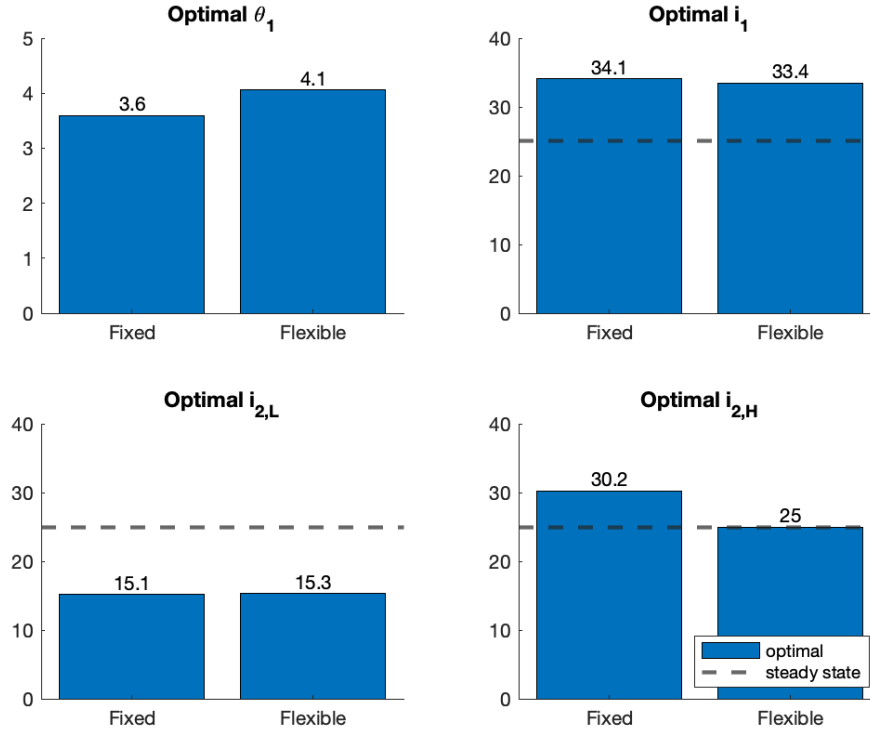 Optimal θ1
5
4
3
2
1
0
3.6
4.1
Fixed
Flexible
Optimal i1
40
30
20
10
0
34.1
33.4
Fixed
Flexible
Optimal i2,L
40
30
20
10
0
15.1
15.3
Fixed
Flexible
Optimal i2,H
40
30
20
10
0
30.2
25
optimal
steady state
Fixed
Flexible